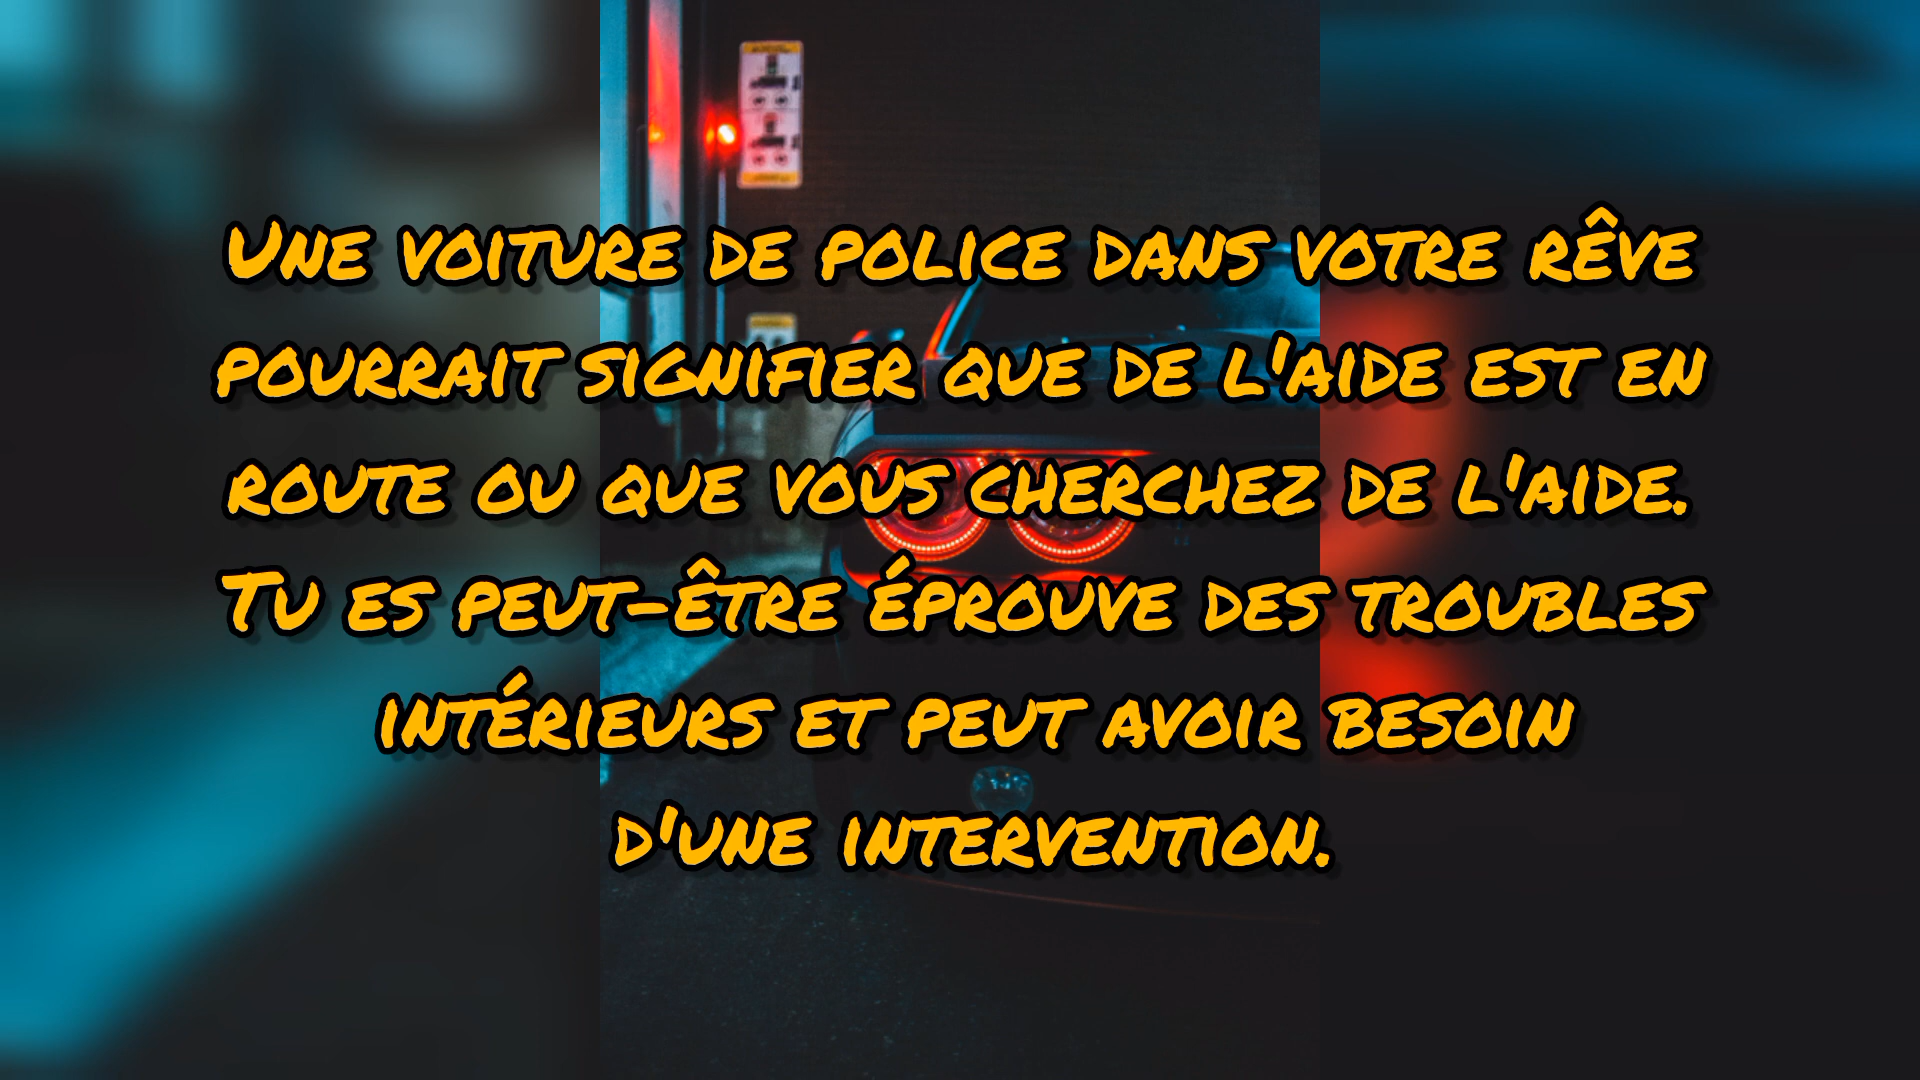 Une voiture de police dans votre rêve
pourrait signifier que de l'aide est en
route ou que vous cherchez de l'aide.
Tu es peut-être éprouve des troubles
intérieurs et peut avoir besoin
d'une intervention.